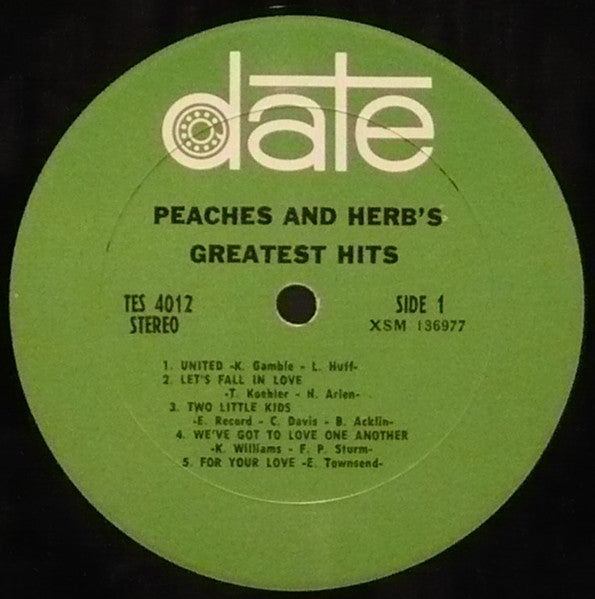 date
PEACHES AND HERB'S
GREATEST HITS
TES 4012
STEREO
SIDE 1
XSM 136977
1. UNITED -K. Gamble - L. Huff-
2. LET'S FALL IN LOVE
-T. Koehler - H. Arlen-
3. TWO LITTLE KIDS
-E. Record - C. Davis - B. Acklin-
4. WE'VE GOT TO LOVE ONE ANOTHER
-K. Williams - F. P. Sturm-
5. FOR YOUR LOVE -E. Townsend-